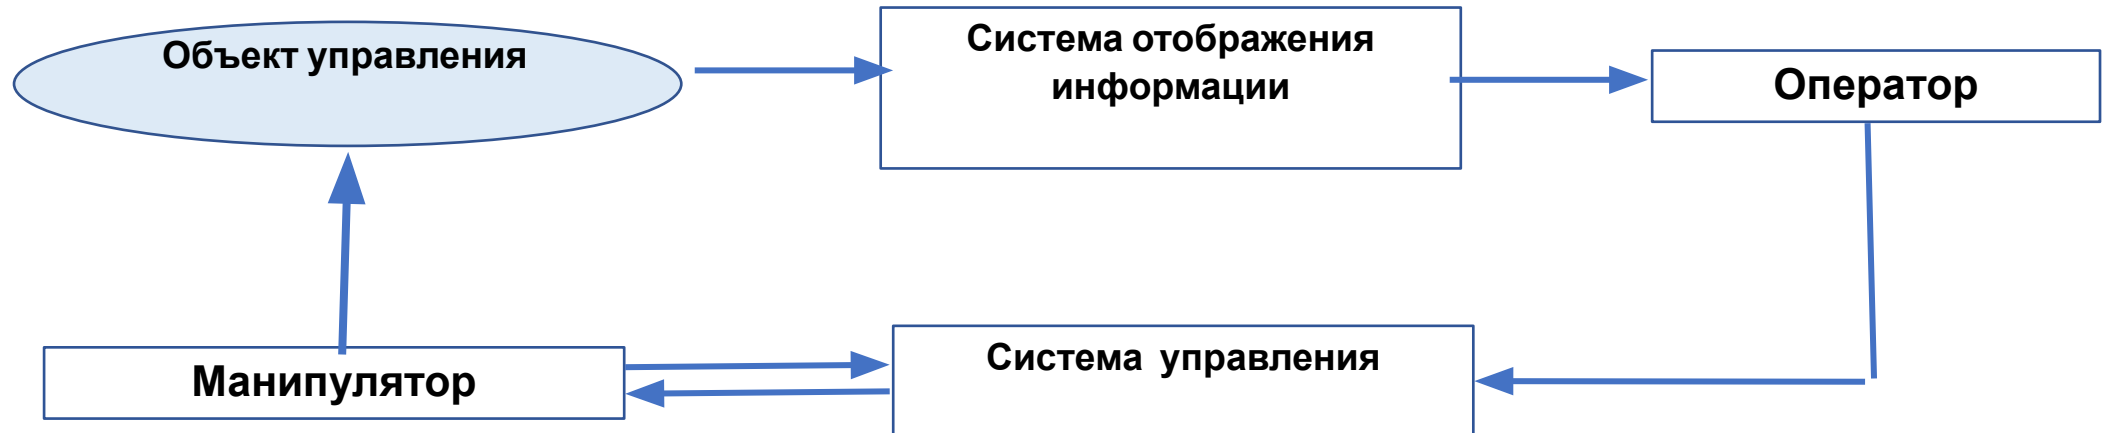 Объект управления
Система отображения
информации
Оператор
Манипулятор
Система управления